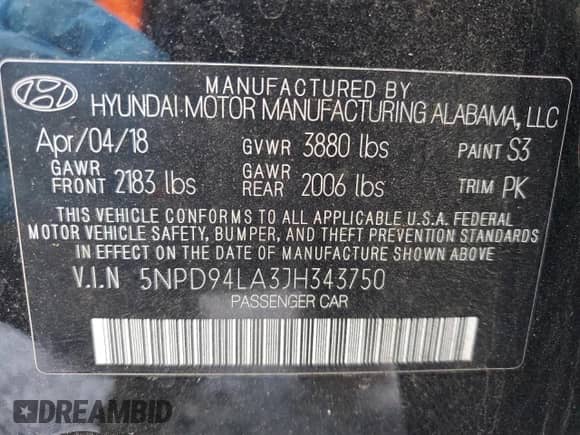 MANUFACTURED BY
HYUNDAI MOTOR MANUFACTURING ALABAMA, LLC
Apr/04/18 GVWR 3880 lbs PAINT S3
GAWR FRONT 2183 lbs GAWR REAR 2006 lbs TRIM PK
THIS VEHICLE CONFORMS TO ALL APPLICABLE U.S.A. FEDERAL
MOTOR VEHICLE SAFETY, BUMPER, AND THEFT PREVENTION STANDARDS
IN EFFECT ON THE DATE OF MANUFACTURE SHOWN ABOVE
V.I.N 5NPD94LA3JH343750
PASSENGER CAR
DREAMBID